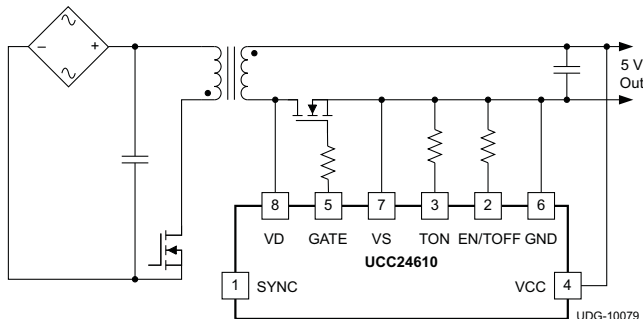 5 V
Out
8 5 7 3 2 6
VD GATE VS TON EN/TOFF GND
UCC24610
1 SYNC VCC 4
UDG-10079